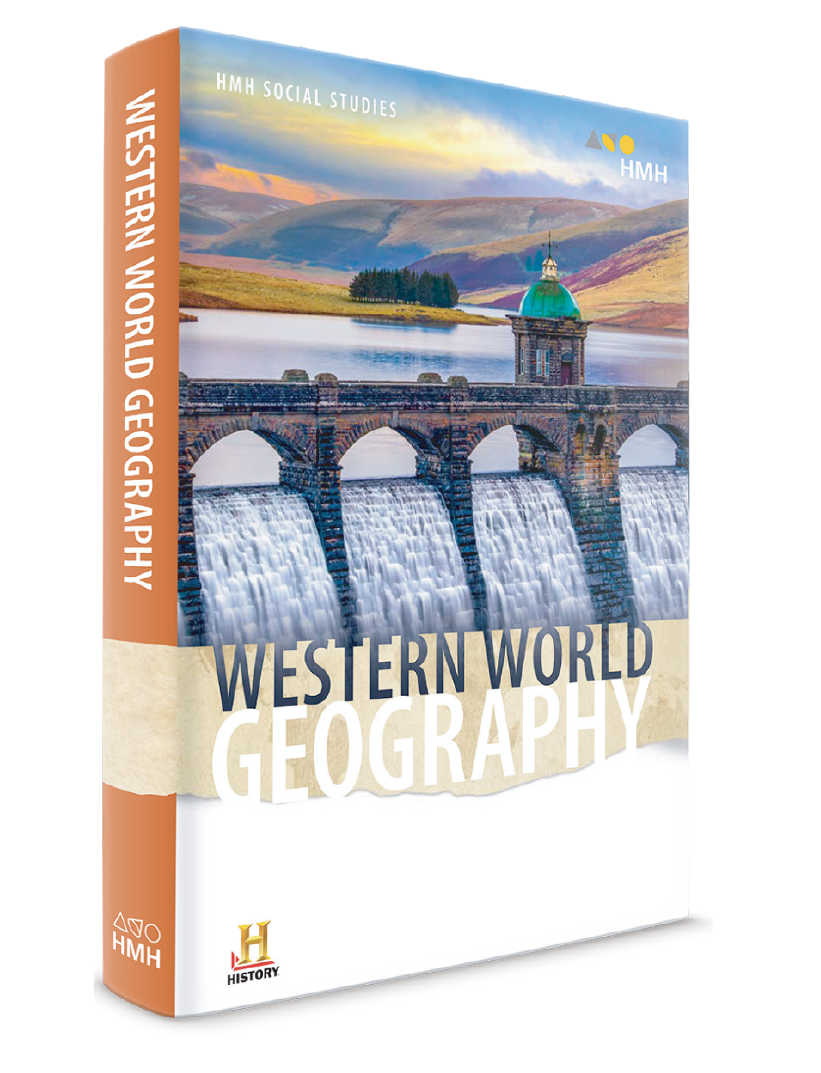 WESTERN WORLD GEOGRAPHY
HMH
HMH SOCIAL STUDIES
HMH
WESTERN WORLD
GEOGRAPHY
H
HISTORY